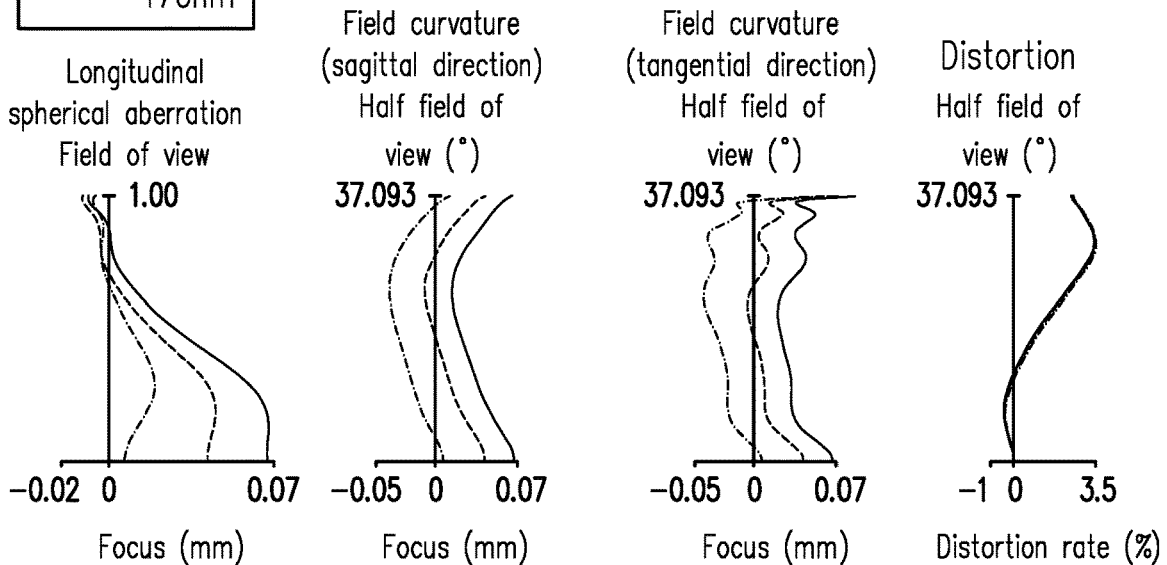 Longitudinal
spherical aberration
Field of view
1.00
-0.02 0 0.07
Focus (mm)
Field curvature
(sagittal direction)
Half field of
view (°)
37.093
-0.05 0 0.07
Focus (mm)
Field curvature
(tangential direction)
Half field of
view (°)
37.093
-0.05 0 0.07
Focus (mm)
Distortion
Half field of
view (°)
37.093
-1 0 3.5
Distortion rate (%)